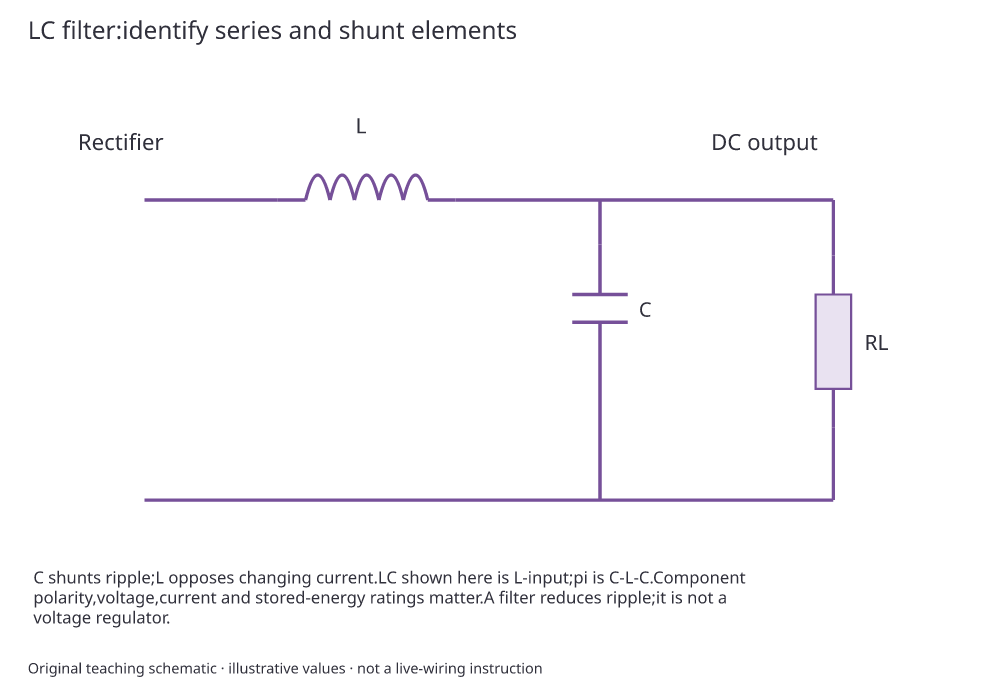 LC filter:identify series and shunt elements
L
Rectifier
DC output
C
RL
C shunts ripple;L opposes changing current.LC shown here is L-input;pi is C-L-C.Component
polarity,voltage,current and stored-energy ratings matter.A filter reduces ripple;it is not a
voltage regulator.
Original teaching schematic · illustrative values · not a live-wiring instruction